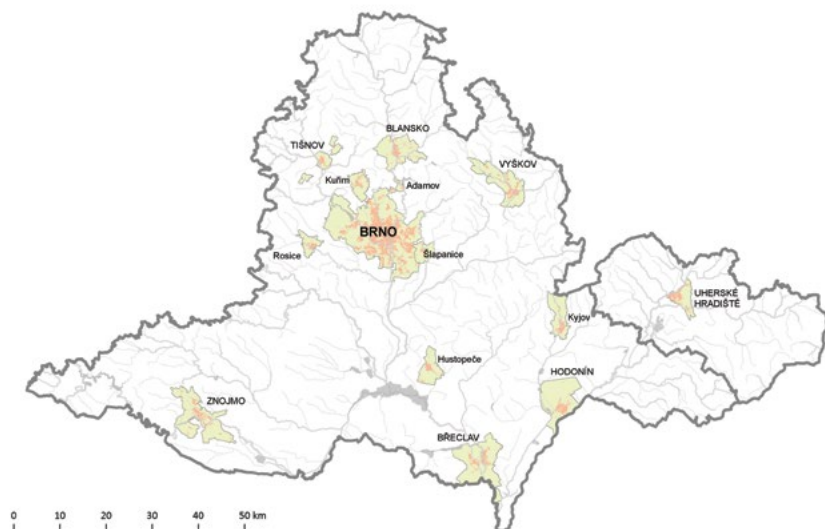 BLANSKO
TIŠNOV
VYŠKOV
Kuřim
Adamov
BRNO
Rosice
Šlapanice
UHERSKÉ
HRADIŠTĚ
Kyjov
Hustopeče
HODONÍN
ZNOJMO
BŘECLAV
0 10 20 30 40 50 km